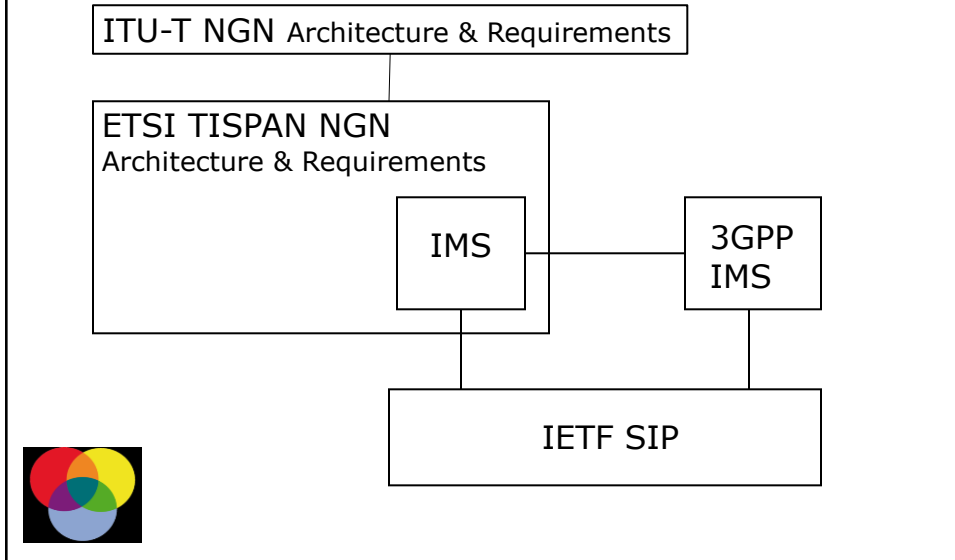 ITU-T NGN Architecture & Requirements
ETSI TISPAN NGN
Architecture & Requirements
IMS
3GPP
IMS
IETF SIP